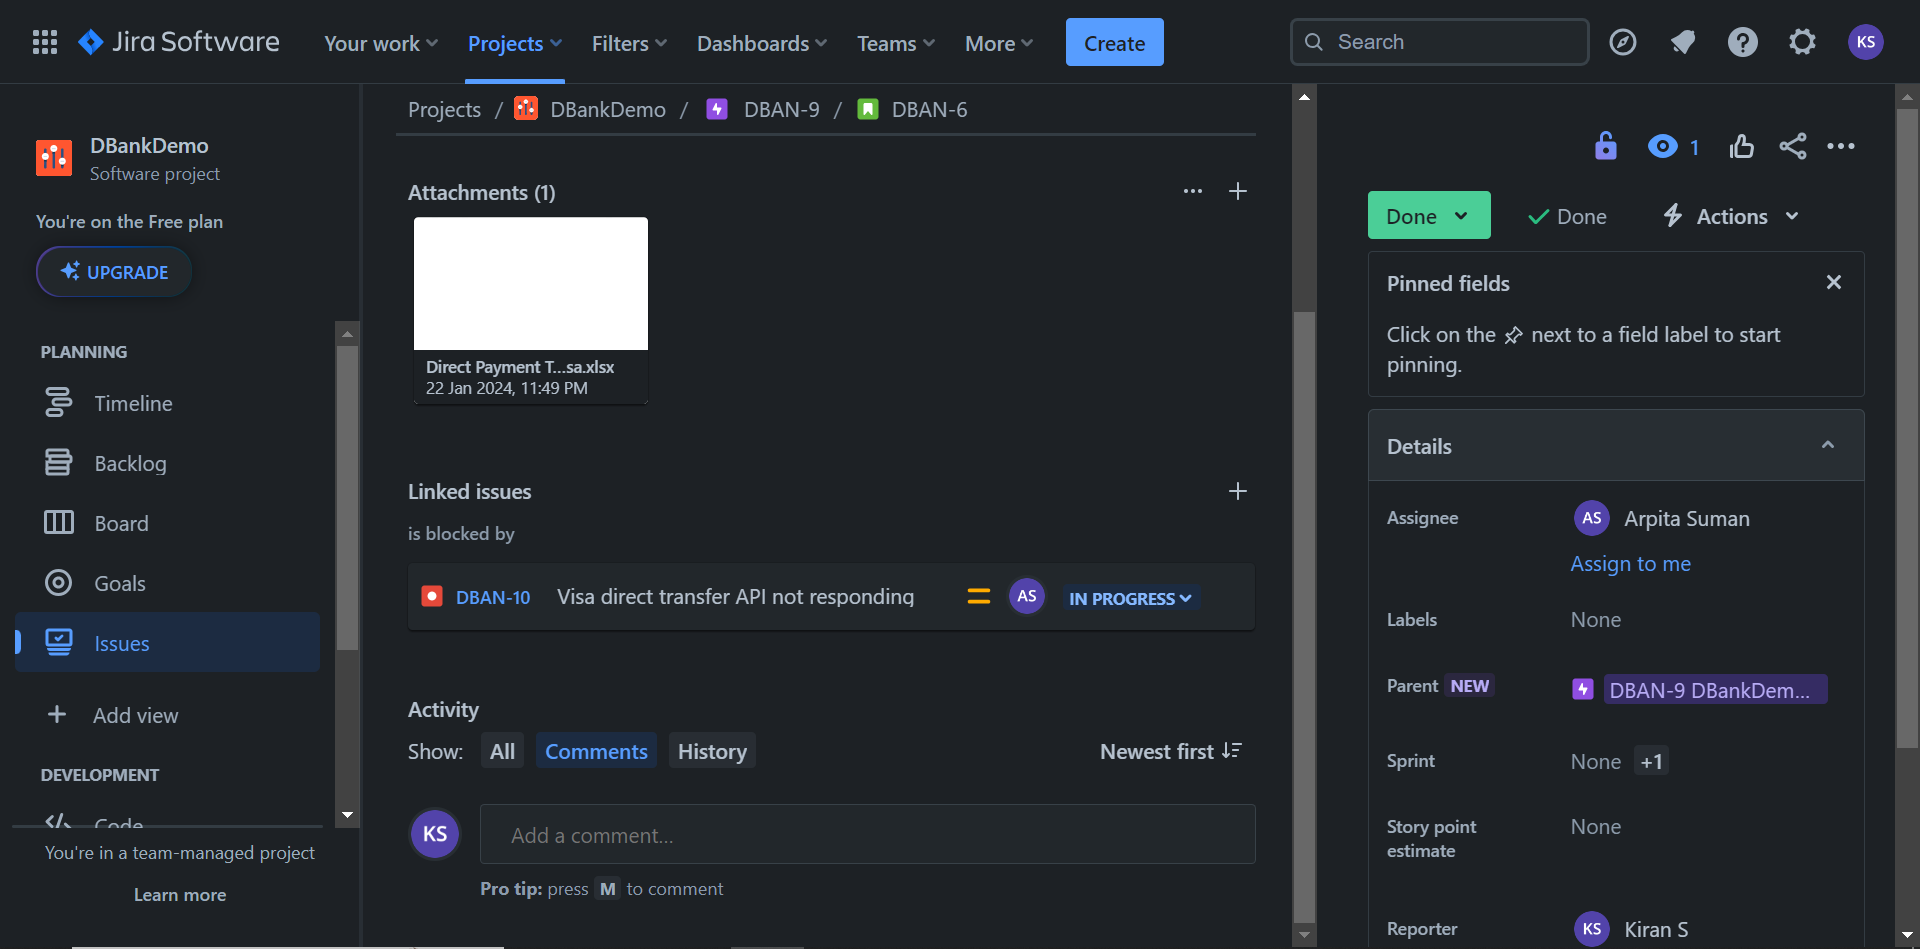 Jira Software
Your work
Projects
Filters
Dashboards
Teams
More
Create
Search
KS
DBankDemo
Software project
You're on the Free plan
UPGRADE
PLANNING
Timeline
Backlog
Board
Goals
Issues
Add view
DEVELOPMENT
Code
You're in a team-managed project
Learn more
Projects / DBankDemo / DBAN-9 / DBAN-6
Attachments (1)
Direct Payment T...sa.xlsx
22 Jan 2024, 11:49 PM
Linked issues
is blocked by
DBAN-10 Visa direct transfer API not responding AS IN PROGRESS
Activity
Show: All Comments History Newest first
KS Add a comment...
Pro tip: press M to comment
1
Done Done Actions
Pinned fields
Click on the next to a field label to start
pinning.
Details
Assignee AS Arpita Suman
Assign to me
Labels None
Parent NEW DBAN-9 DBankDem...
Sprint None +1
Story point None
estimate
Reporter KS Kiran S